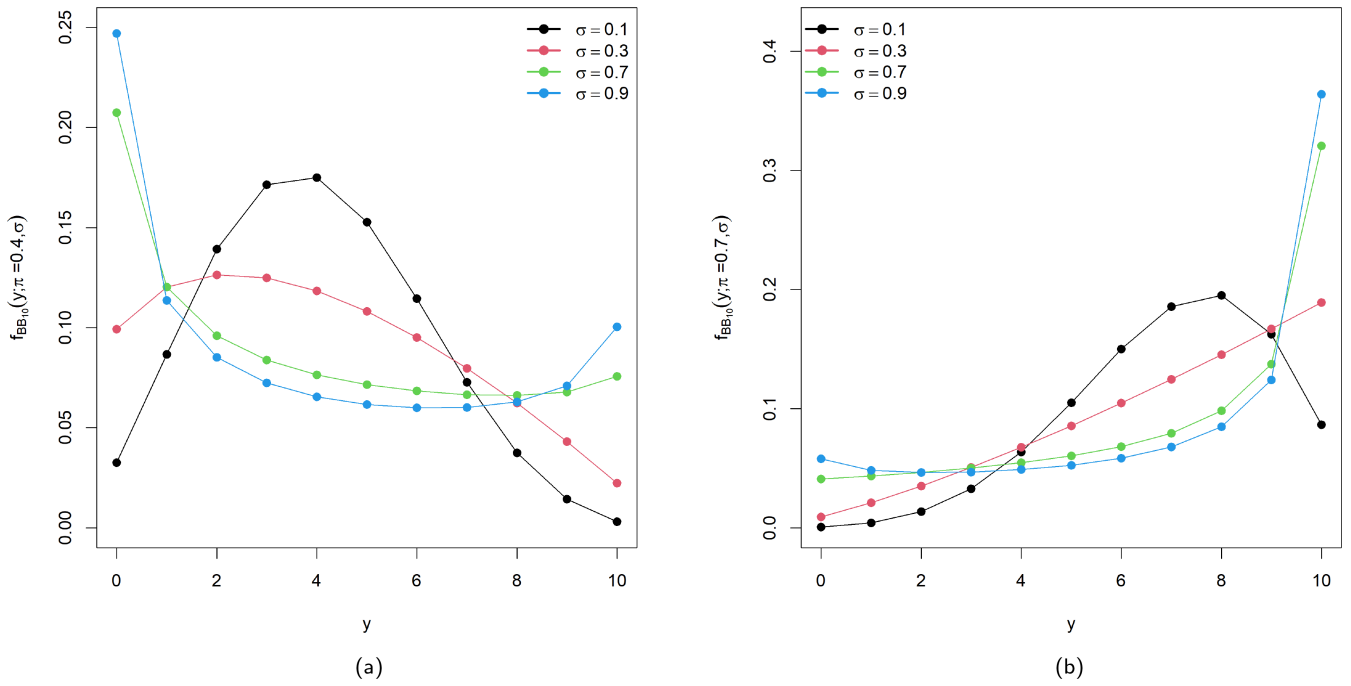 f_BB₁₀(y;π =0.4,σ)
0.25
0.20
0.15
0.10
0.05
0.00
σ = 0.1
σ = 0.3
σ = 0.7
σ = 0.9
0 2 4 6 8 10
y
(a)
f_BB₁₀(y;π =0.7,σ)
0.4
0.3
0.2
0.1
0.0
σ = 0.1
σ = 0.3
σ = 0.7
σ = 0.9
0 2 4 6 8 10
y
(b)